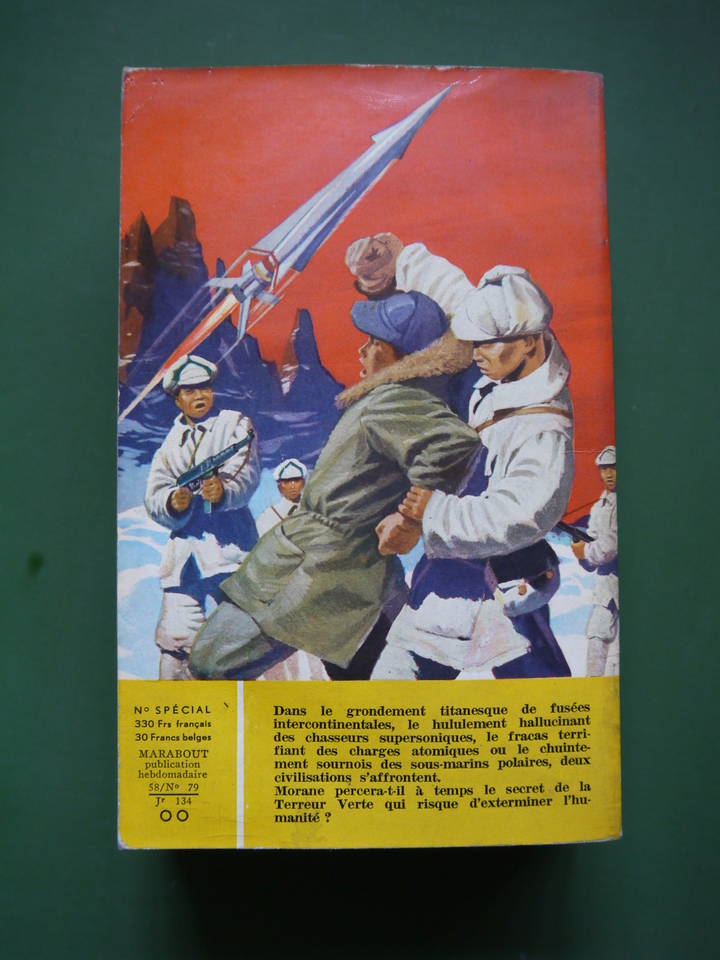 Nº SPÉCIAL
330 Frs français
30 Francs belges
MARABOUT
publication
hebdomadaire
58/Nº 79
Jr 134
OO
Dans le grondement titanesque de fusées
intercontinentales, le hululement hallucinant
des chasseurs supersoniques, le fracas terri-
fiant des charges atomiques ou le chuinte-
ment sournois des sous-marins polaires, deux
civilisations s'affrontent.
Morane percera-t-il à temps le secret de la
Terreur Verte qui risque d'exterminer l'hu-
manité ?